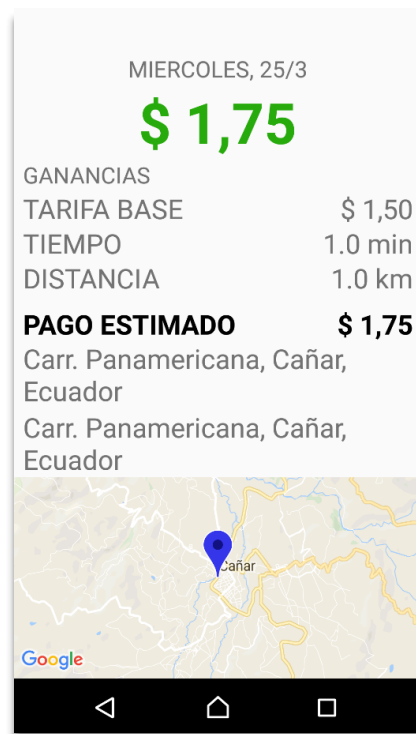 MIERCOLES, 25/3
$ 1,75
GANANCIAS
TARIFA BASE $ 1,50
TIEMPO 1.0 min
DISTANCIA 1.0 km
PAGO ESTIMADO $ 1,75
Carr. Panamericana, Cañar,
Ecuador
Carr. Panamericana, Cañar,
Ecuador
Cañar
Google